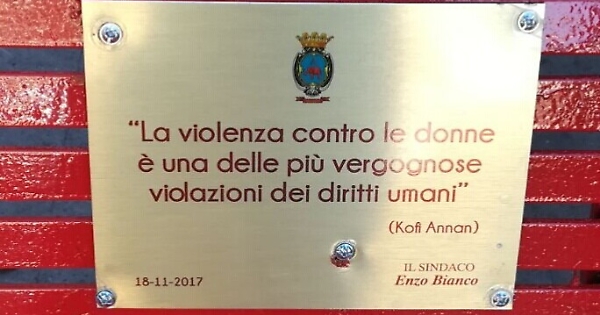 “La violenza contro le donne
è una delle più vergognose
violazioni dei diritti umani”
(Kofi Annan)
18-11-2017
IL SINDACO
Enzo Bianco